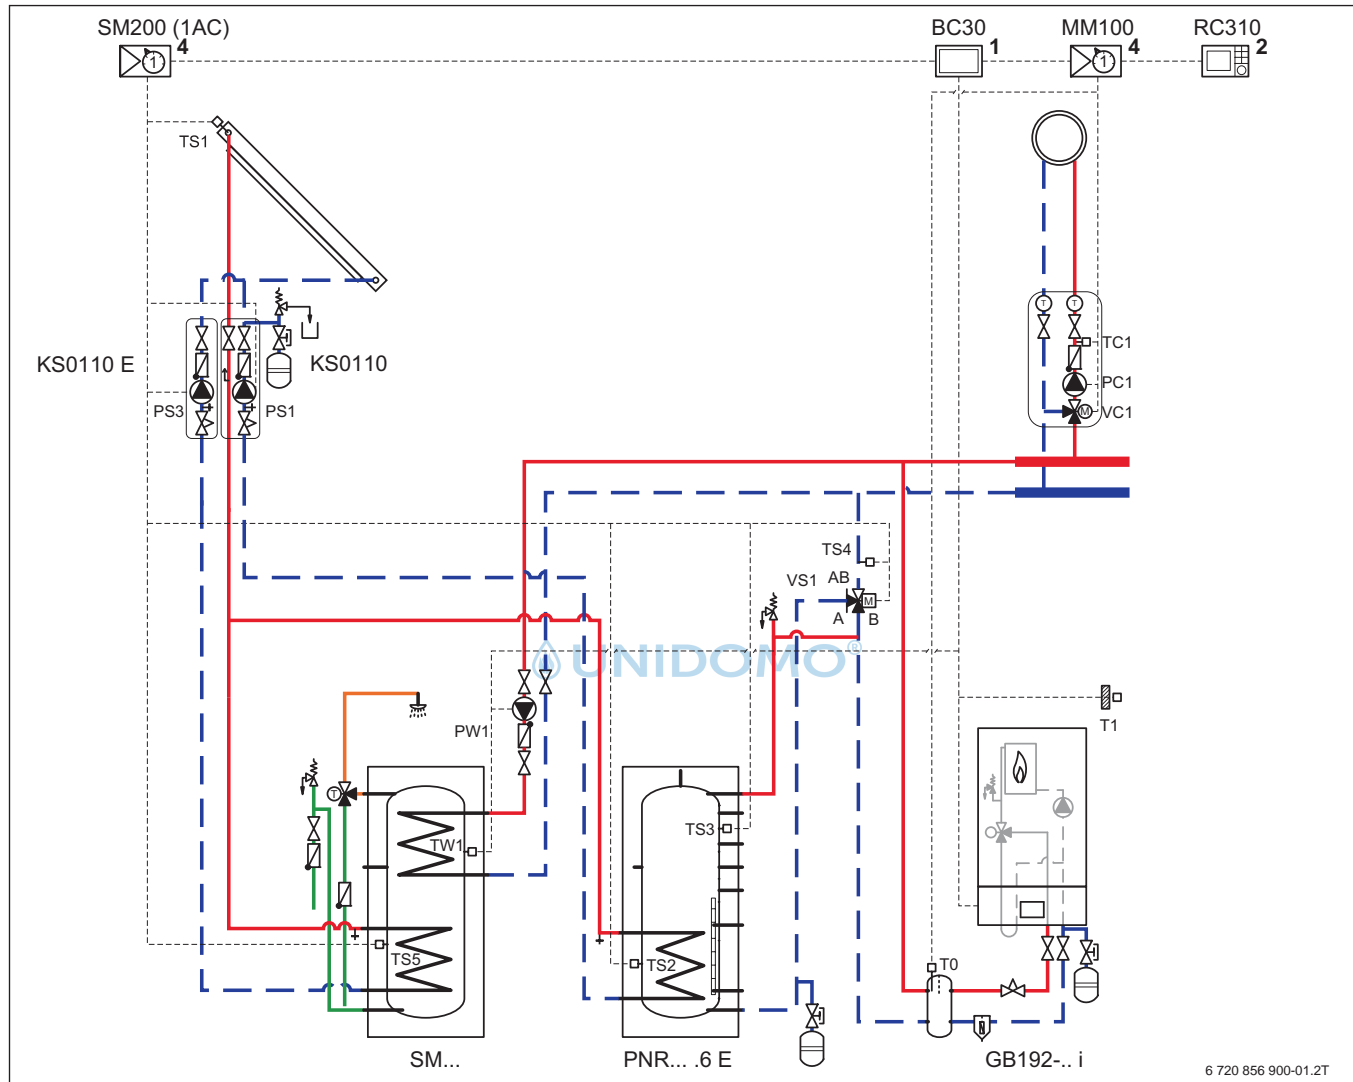 SM200 (1AC)
4
BC30
1
MM100
4
RC310
2
1
1
TS1
T
T
KS0110 E
KS0110
TC1
PC1
PS3
PS1
M
VC1
TS4
VS1
AB
M
A
B
UNIDOMO®
T1
PW1
T
TW1
TS3
TS5
TS2
T0
SM...
PNR... .6 E
GB192-.. i
6 720 856 900-01.2T